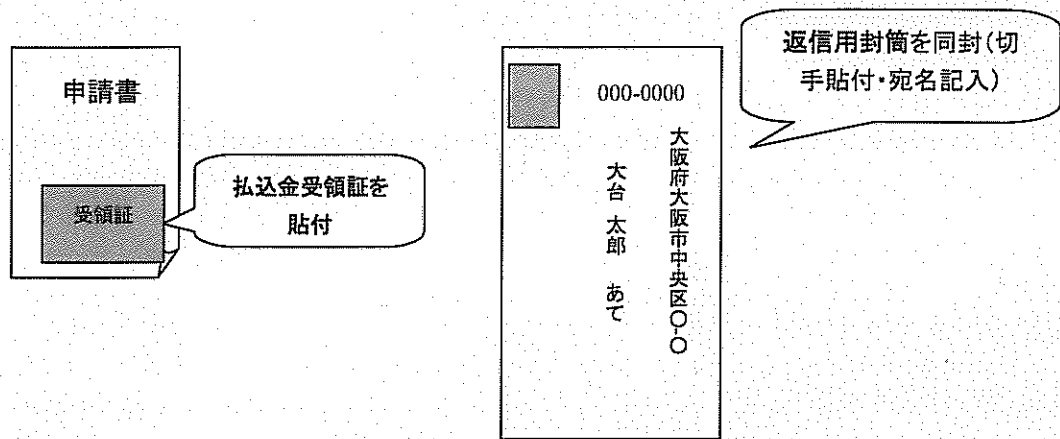 申請書
受領証
払込金受領証を
貼付
000-0000
大阪府大阪市中央区〇-〇
大台 太郎 あて
返信用封筒を同封(切
手貼付・宛名記入)